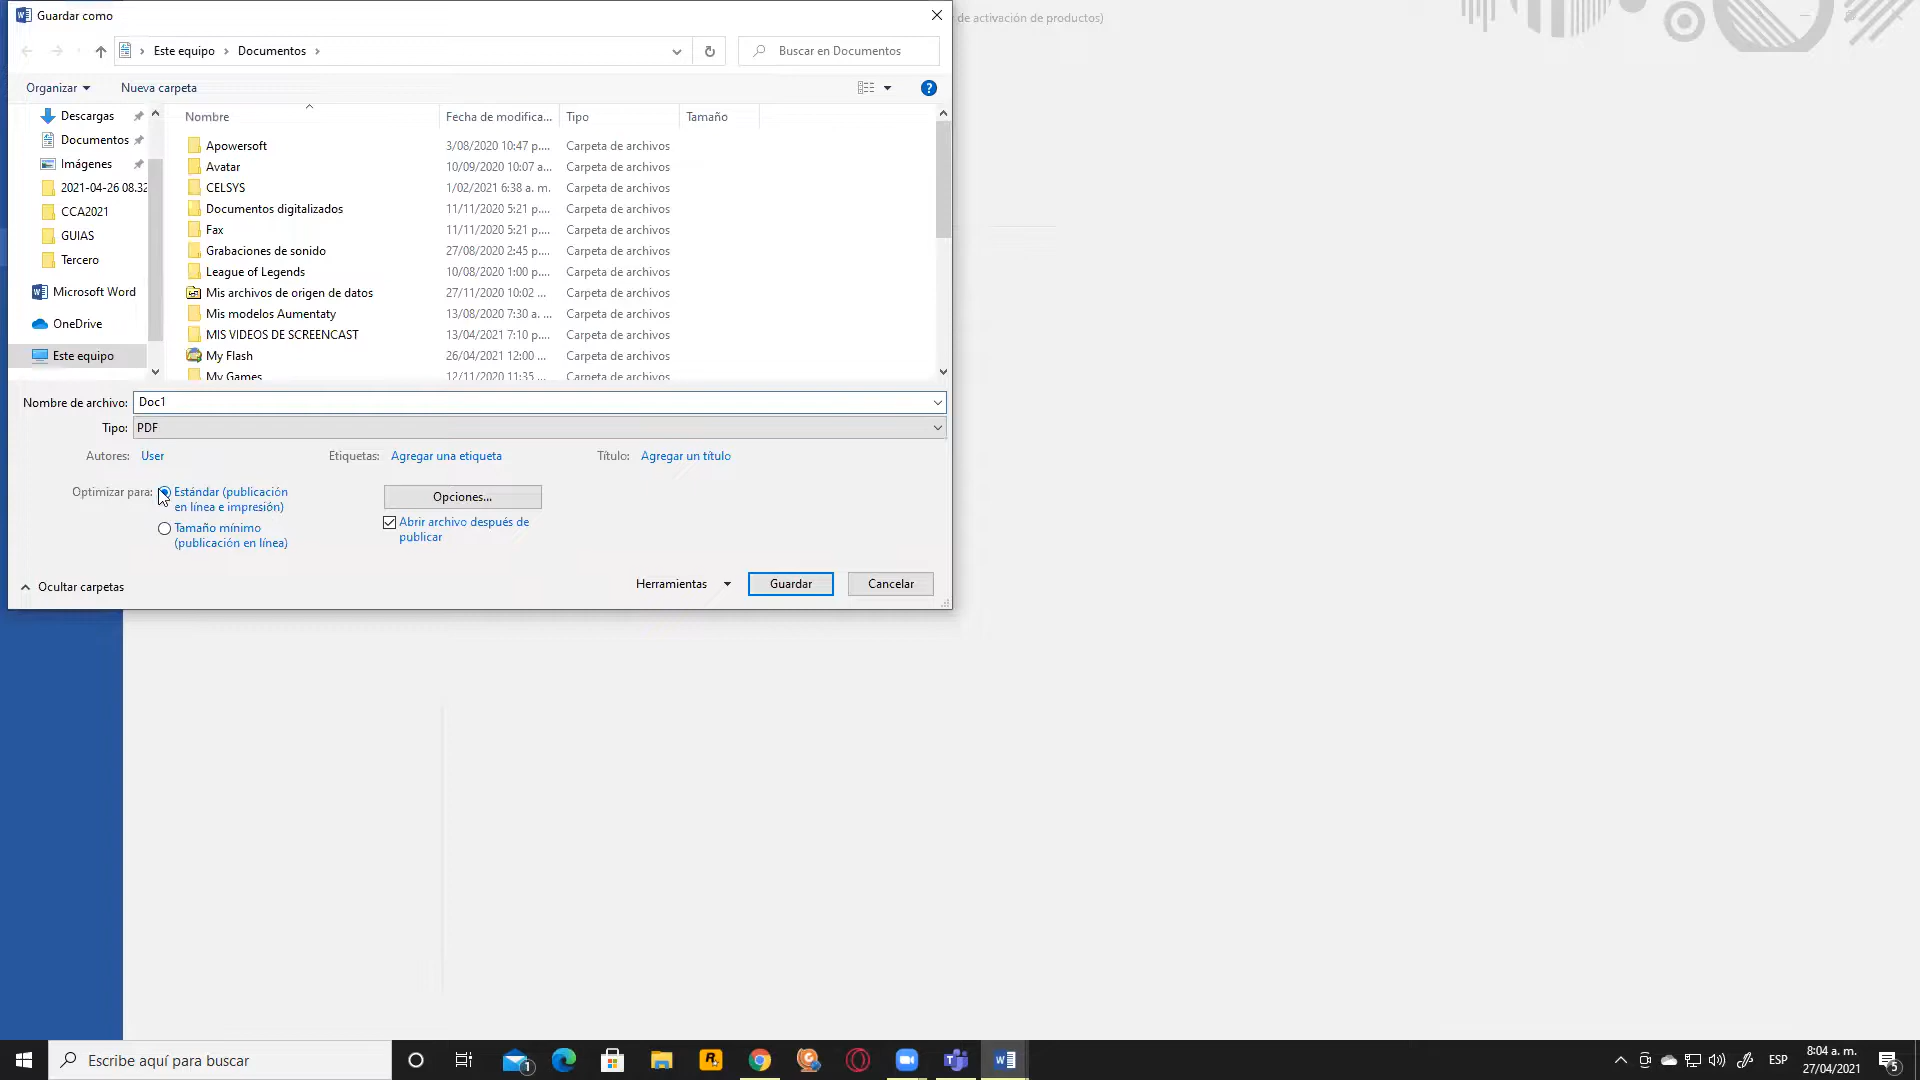 Guardar como
de activación de productos)
Este equipo > Documentos >
Buscar en Documentos
Organizar
Nueva carpeta
Descargas
Documentos
Imágenes
2021-04-26 08.32
CCA2021
GUIAS
Tercero
Microsoft Word
OneDrive
Este equipo
Nombre Fecha de modifica... Tipo Tamaño
Apowersoft 3/08/2020 10:47 p.... Carpeta de archivos
Avatar 10/09/2020 10:07 a... Carpeta de archivos
CELSYS 1/02/2021 6:38 a. m. Carpeta de archivos
Documentos digitalizados 11/11/2020 5:21 p.... Carpeta de archivos
Fax 11/11/2020 5:21 p.... Carpeta de archivos
Grabaciones de sonido 27/08/2020 2:45 p.... Carpeta de archivos
League of Legends 10/08/2020 1:00 p.... Carpeta de archivos
Mis archivos de origen de datos 27/11/2020 10:02 ... Carpeta de archivos
Mis modelos Aumentaty 13/08/2020 7:30 a. ... Carpeta de archivos
MIS VIDEOS DE SCREENCAST 13/04/2021 7:10 p.... Carpeta de archivos
My Flash 26/04/2021 12:00 ... Carpeta de archivos
My Games 12/11/2020 11:35 ... Carpeta de archivos
Nombre de archivo: Doc1
Tipo: PDF
Autores: User Etiquetas: Agregar una etiqueta Título: Agregar un título
Optimizar para: Estándar (publicación
en línea e impresión)
Tamaño mínimo
(publicación en línea)
Opciones...
Abrir archivo después de
publicar
Ocultar carpetas
Herramientas
Guardar
Cancelar
Escribe aquí para buscar
1
ESP
8:04 a. m.
27/04/2021
5